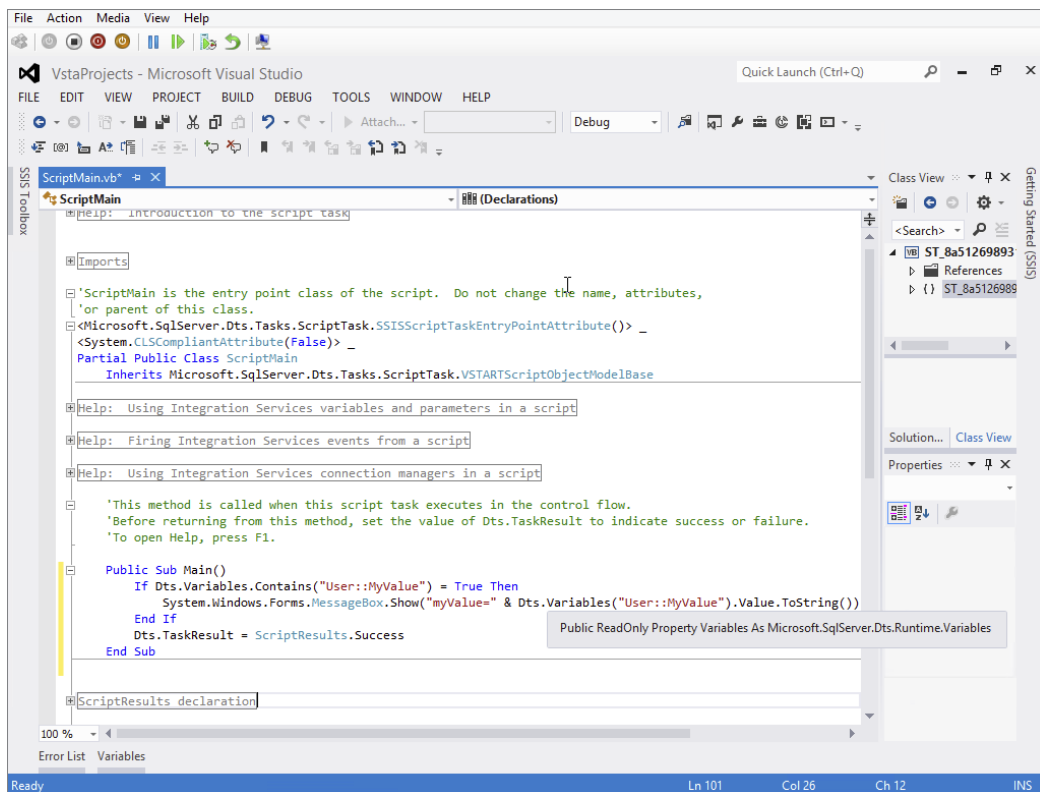 File Action Media View Help
VstaProjects - Microsoft Visual Studio
Quick Launch (Ctrl+Q)
FILE EDIT VIEW PROJECT BUILD DEBUG TOOLS WINDOW HELP
Attach... Debug
SSIS Toolbox
ScriptMain.vb*
ScriptMain (Declarations)
Help: Introduction to the script task
Imports
'ScriptMain is the entry point class of the script. Do not change the name, attributes,
'or parent of this class.
<Microsoft.SqlServer.Dts.Tasks.ScriptTask.SSISScriptTaskEntryPointAttribute()> _
<System.CLSCompliantAttribute(False)> _
Partial Public Class ScriptMain
Inherits Microsoft.SqlServer.Dts.Tasks.ScriptTask.VSTARTScriptObjectModelBase
Help: Using Integration Services variables and parameters in a script
Help: Firing Integration Services events from a script
Help: Using Integration Services connection managers in a script
'This method is called when this script task executes in the control flow.
'Before returning from this method, set the value of Dts.TaskResult to indicate success or failure.
'To open Help, press F1.
Public Sub Main()
If Dts.Variables.Contains("User::MyValue") = True Then
System.Windows.Forms.MessageBox.Show("myValue=" & Dts.Variables("User::MyValue").Value.ToString())
End If
Dts.TaskResult = ScriptResults.Success
End Sub
Public ReadOnly Property Variables As Microsoft.SqlServer.Dts.Runtime.Variables
ScriptResults declaration
100 %
Class View
<Search>
VB ST_8a51269893
References
{ } ST_8a5126989
Solution... Class View
Properties
Getting Started (SSIS)
Error List Variables
Ready Ln 101 Col 26 Ch 12 INS